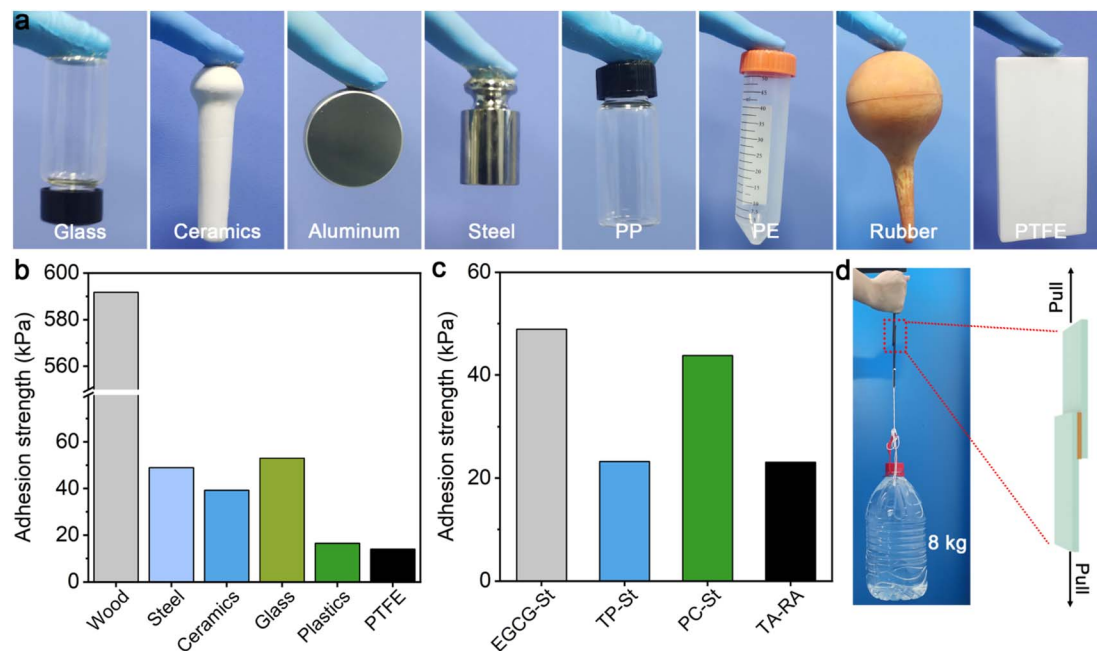 a
Glass
Ceramics
Aluminum
Steel
PP
PE
Rubber
PTFE
b
Adhesion strength (kPa)
600
580
560
60
40
20
0
Wood
Steel
Ceramics
Glass
Plastics
PTFE
c
Adhesion strength (kPa)
60
40
20
0
EGCG-St
TP-St
PC-St
TA-RA
d
8 kg
Pull
Pull